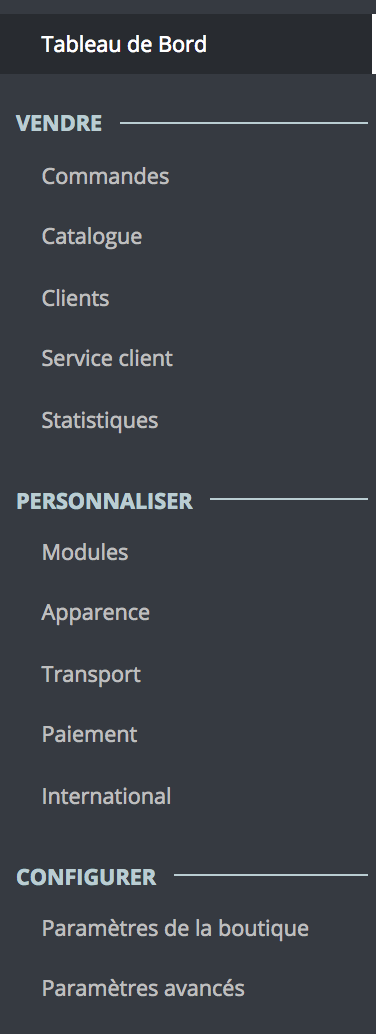 Tableau de Bord
VENDRE
Commandes
Catalogue
Clients
Service client
Statistiques
PERSONNALISER
Modules
Apparence
Transport
Paiement
International
CONFIGURER
Paramètres de la boutique
Paramètres avancés